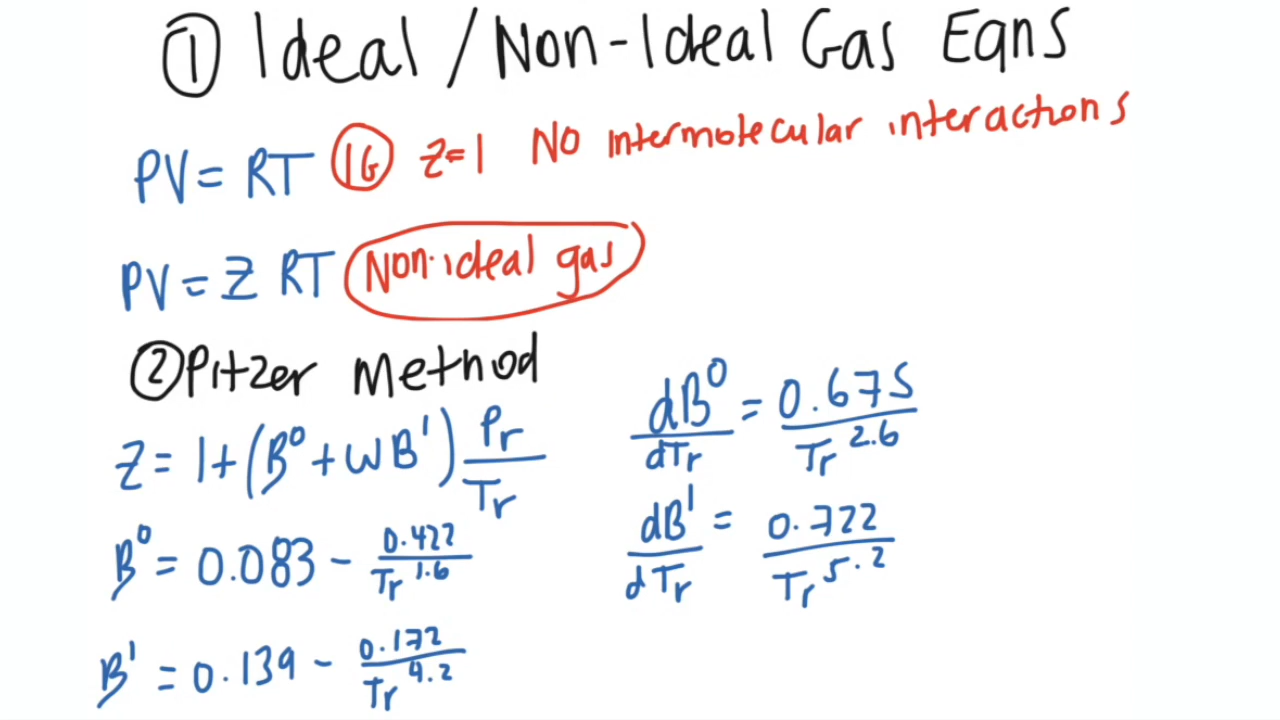 ① Ideal / Non-Ideal Gas Eqns
PV = RT IG Z=1 No intermolecular interactions
PV = Z RT Non-ideal gas
② Pitzer Method
Z = 1+(B⁰+ωB¹) Pr/Tr
B⁰ = 0.083 - 0.422/Tr^1.6
B¹ = 0.139 - 0.172/Tr^4.2
dB⁰/dTr = 0.675/Tr^2.6
dB¹/dTr = 0.722/Tr^5.2